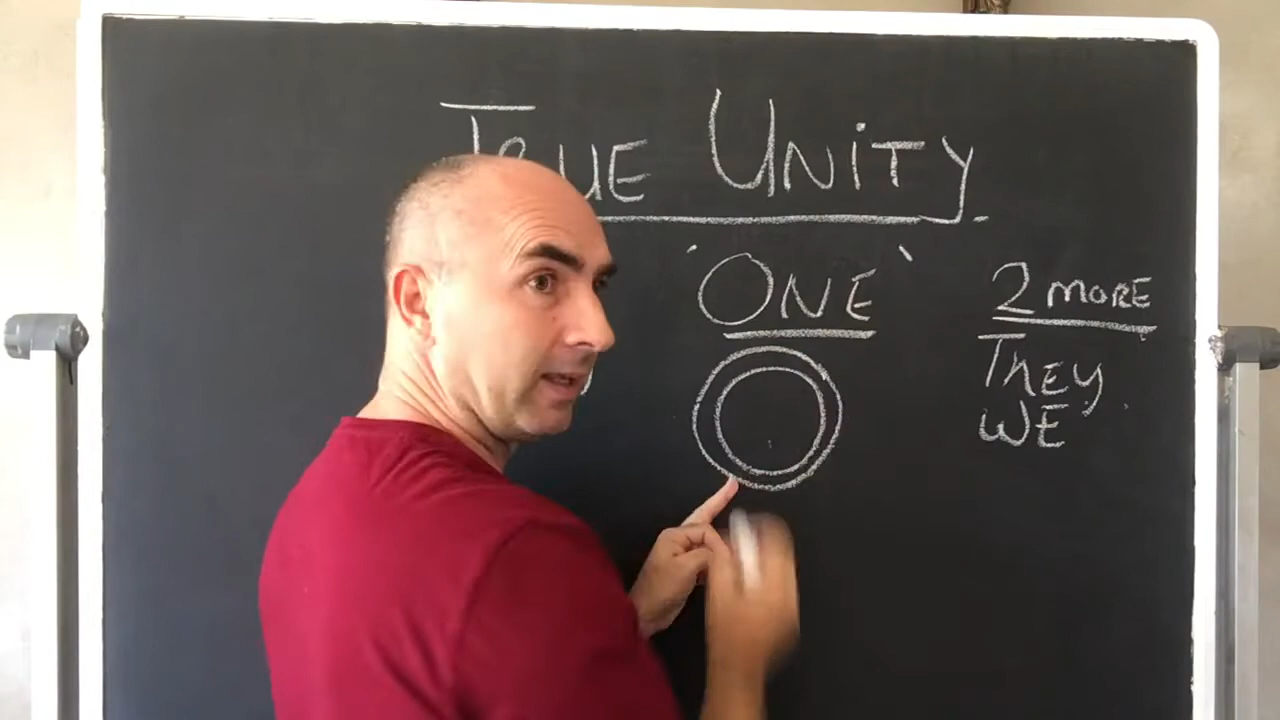 TRUE UNITY.
'ONE'
2 MORE
THEY
WE